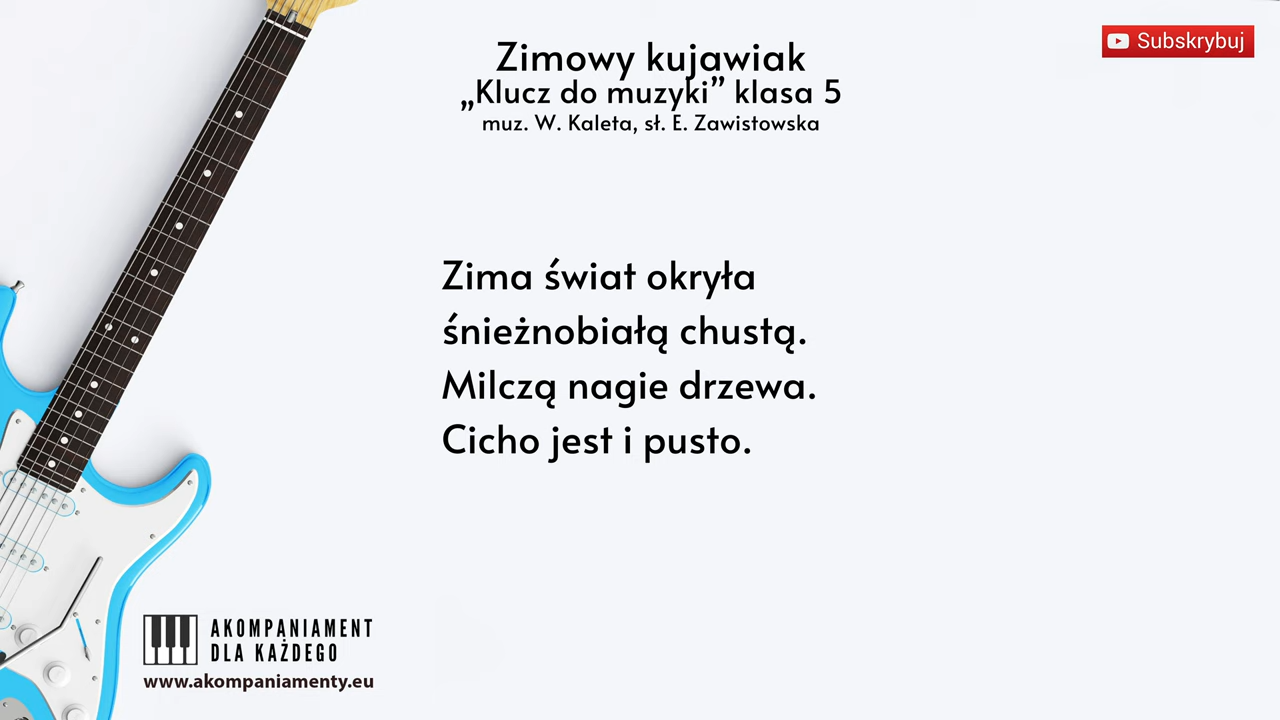 Zimowy kujawiak
„Klucz do muzyki” klasa 5
muz. W. Kaleta, sł. E. Zawistowska
Subskrybuj
Zima świat okryła
śnieżnobiałą chustą.
Milczą nagie drzewa.
Cicho jest i pusto.
AKOMPANIAMENT
DLA KAŻDEGO
www.akompaniamenty.eu